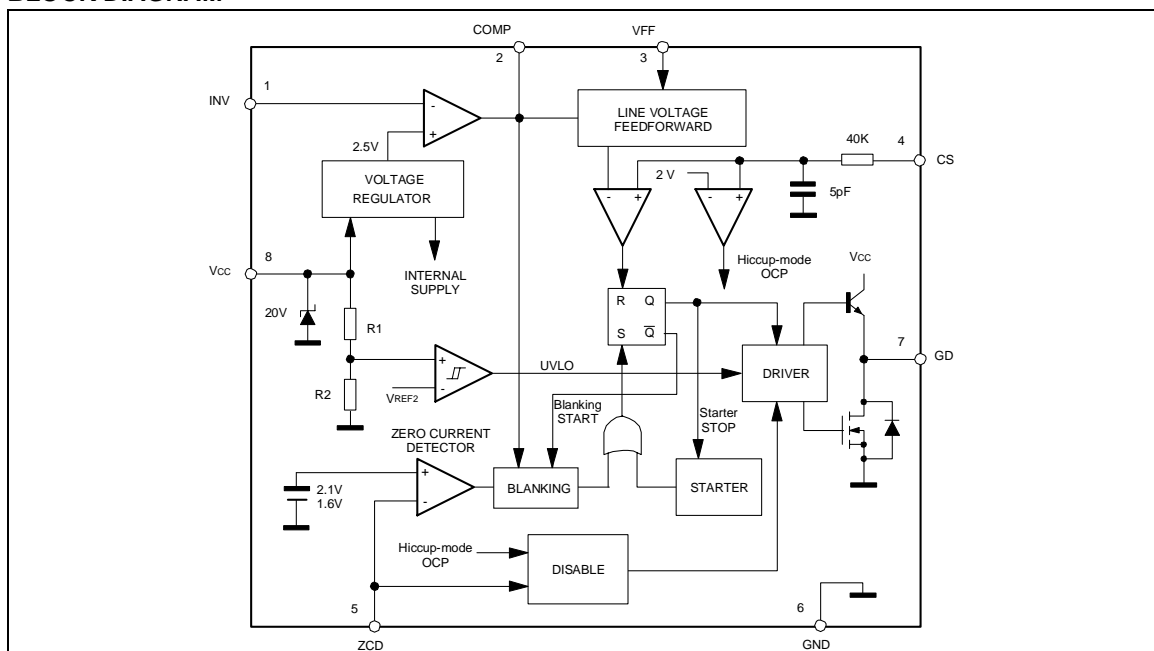 BLOCK DIAGRAM
COMP
VFF
2
3
1
INV
-
+
2.5V
LINE VOLTAGE
FEEDFORWARD
40K
4
CS
VOLTAGE
REGULATOR
-
+
2 V
-
+
5pF
8
VCC
INTERNAL
SUPPLY
Hiccup-mode
OCP
VCC
20V
R1
R
Q
S
Q̅
7
GD
+
-
UVLO
DRIVER
R2
VREF2
Blanking
START
Starter
STOP
ZERO CURRENT
DETECTOR
+
-
2.1V
1.6V
BLANKING
STARTER
Hiccup-mode
OCP
DISABLE
5
6
ZCD
GND